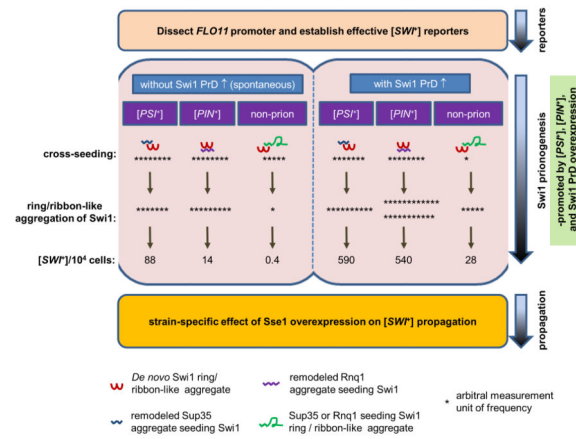 Dissect FLO11 promoter and establish effective [SWI⁺] reporters
reporters
without Swi1 PrD ↑ (spontaneous)
with Swi1 PrD ↑
[PSI⁺] [PIN⁺] non-prion [PSI⁺] [PIN⁺] non-prion
cross-seeding:
******** ******** ***** ******* ******** *
ring/ribbon-like
aggregation of Swi1:
******* ********* * ********** ************* ************* *****
[SWI⁺]/10⁴ cells: 88 14 0.4 590 540 28
Swi1 prionogenesis
-promoted by [PSI⁺], [PIN⁺],
and Swi1 PrD overexpression
strain-specific effect of Sse1 overexpression on [SWI⁺] propagation
propagation
De novo Swi1 ring/
ribbon-like aggregate
remodeled Rnq1
aggregate seeding Swi1
remodeled Sup35
aggregate seeding Swi1
Sup35 or Rnq1 seeding Swi1
ring / ribbon-like aggregate
* arbitral measurement
unit of frequency